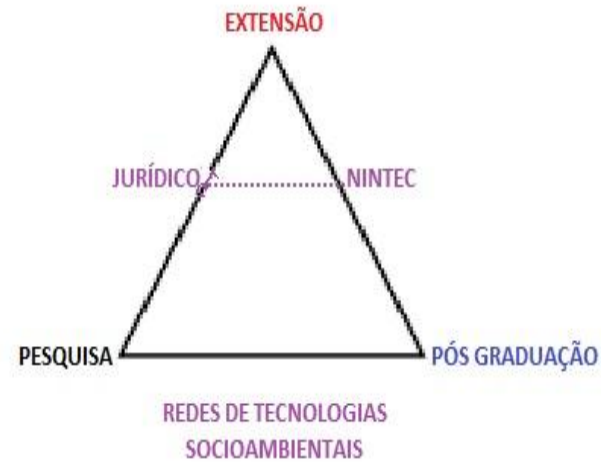 EXTENSÃO
JURÍDICO NINTEC
PESQUISA PÓS GRADUAÇÃO
REDES DE TECNOLOGIAS
SOCIOAMBIENTAIS